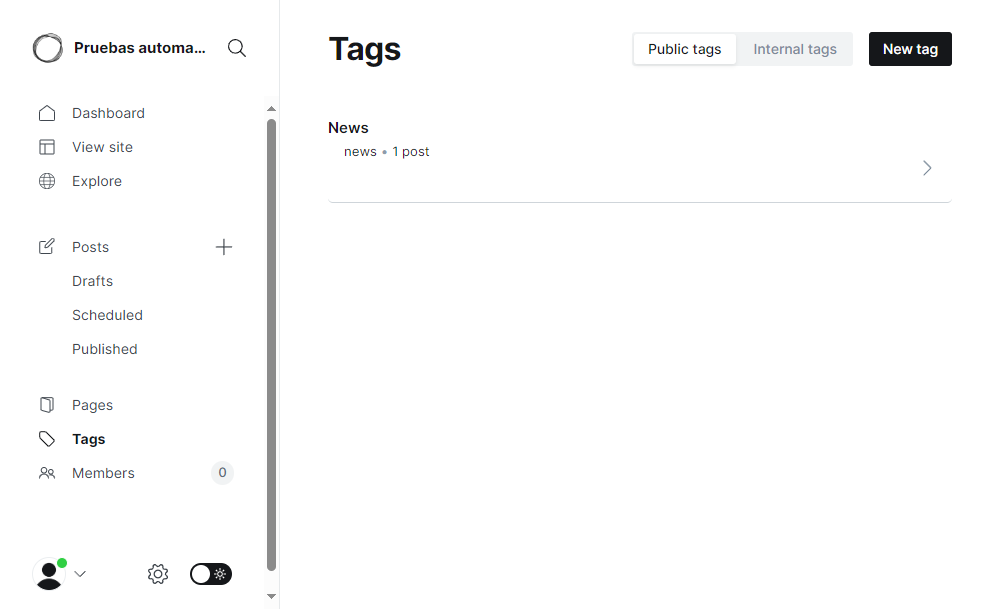 Pruebas automa...
Dashboard
View site
Explore
Posts
Drafts
Scheduled
Published
Pages
Tags
Members 0
Tags
Public tags
Internal tags
New tag
News
news • 1 post